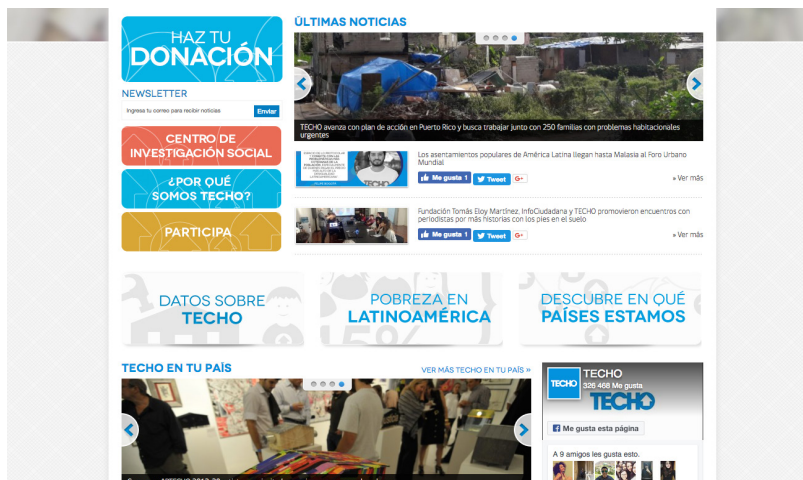 HAZ TU
DONACIÓN
NEWSLETTER
Ingresa tu correo para recibir noticias
Enviar
CENTRO DE
INVESTIGACIÓN SOCIAL
¿POR QUÉ
SOMOS TECHO?
PARTICIPA
ÚLTIMAS NOTICIAS
TECHO avanza con plan de acción en Puerto Rico y busca trabajar junto con 250 familias con problemas habitacionales
urgentes
Los asentamientos populares de América Latina llegan hasta Malasia al Foro Urbano
Mundial
Me gusta 1
Tweet
G+
» Ver más
TECHO
Fundación Tomás Eloy Martínez, InfoCiudadana y TECHO promovieron encuentros con
periodistas por más historias con los pies en el suelo
Me gusta 1
Tweet
G+
» Ver más
DATOS SOBRE
TECHO
POBREZA EN
LATINOAMÉRICA
DESCUBRE EN QUÉ
PAÍSES ESTAMOS
TECHO EN TU PAÍS
VER MÁS TECHO EN TU PAÍS »
TECHO
TECHO
326 468 Me gusta
TECHO
Me gusta esta página
A 9 amigos les gusta esto.